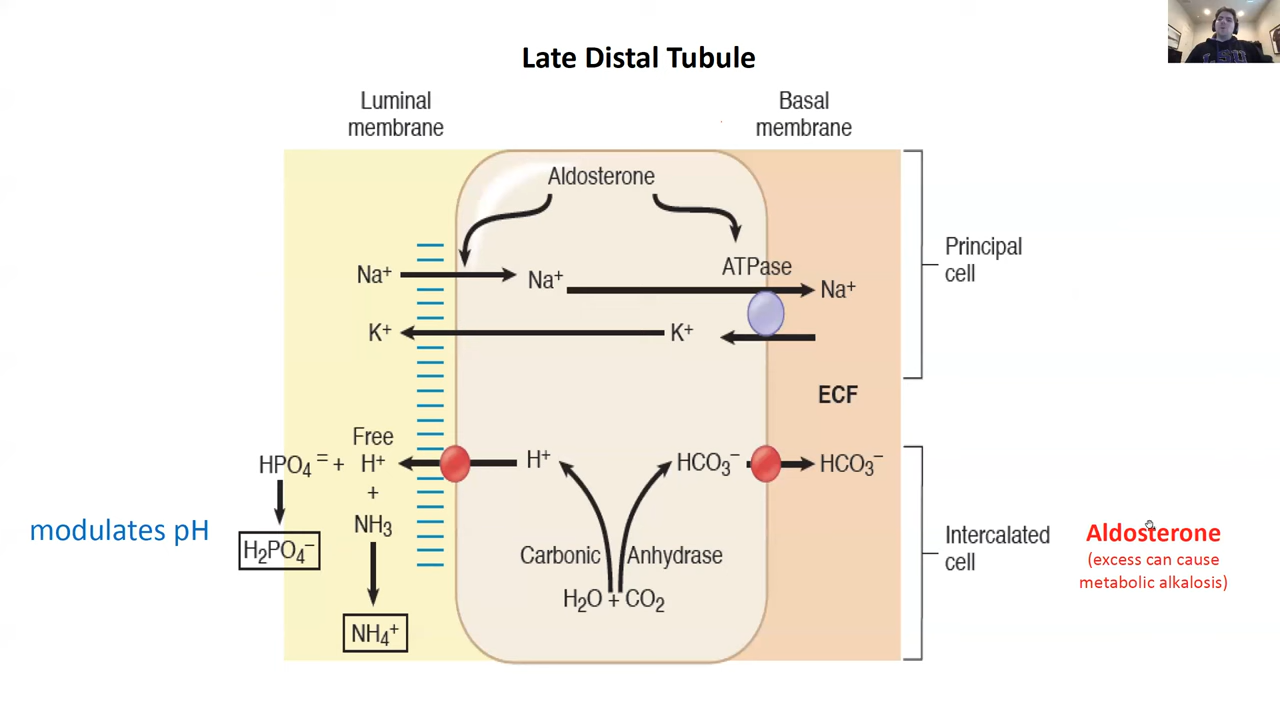 Late Distal Tubule
Luminal
membrane
Basal
membrane
Aldosterone
Na⁺
Na⁺
ATPase
Na⁺
Principal
cell
K⁺
K⁺
ECF
Free
HPO₄⁼ + H⁺
H⁺
HCO₃⁻
HCO₃⁻
+
NH₃
modulates pH
H₂PO₄⁻
Carbonic
Anhydrase
Intercalated
cell
Aldosterone
(excess can cause
metabolic alkalosis)
H₂O + CO₂
NH₄⁺